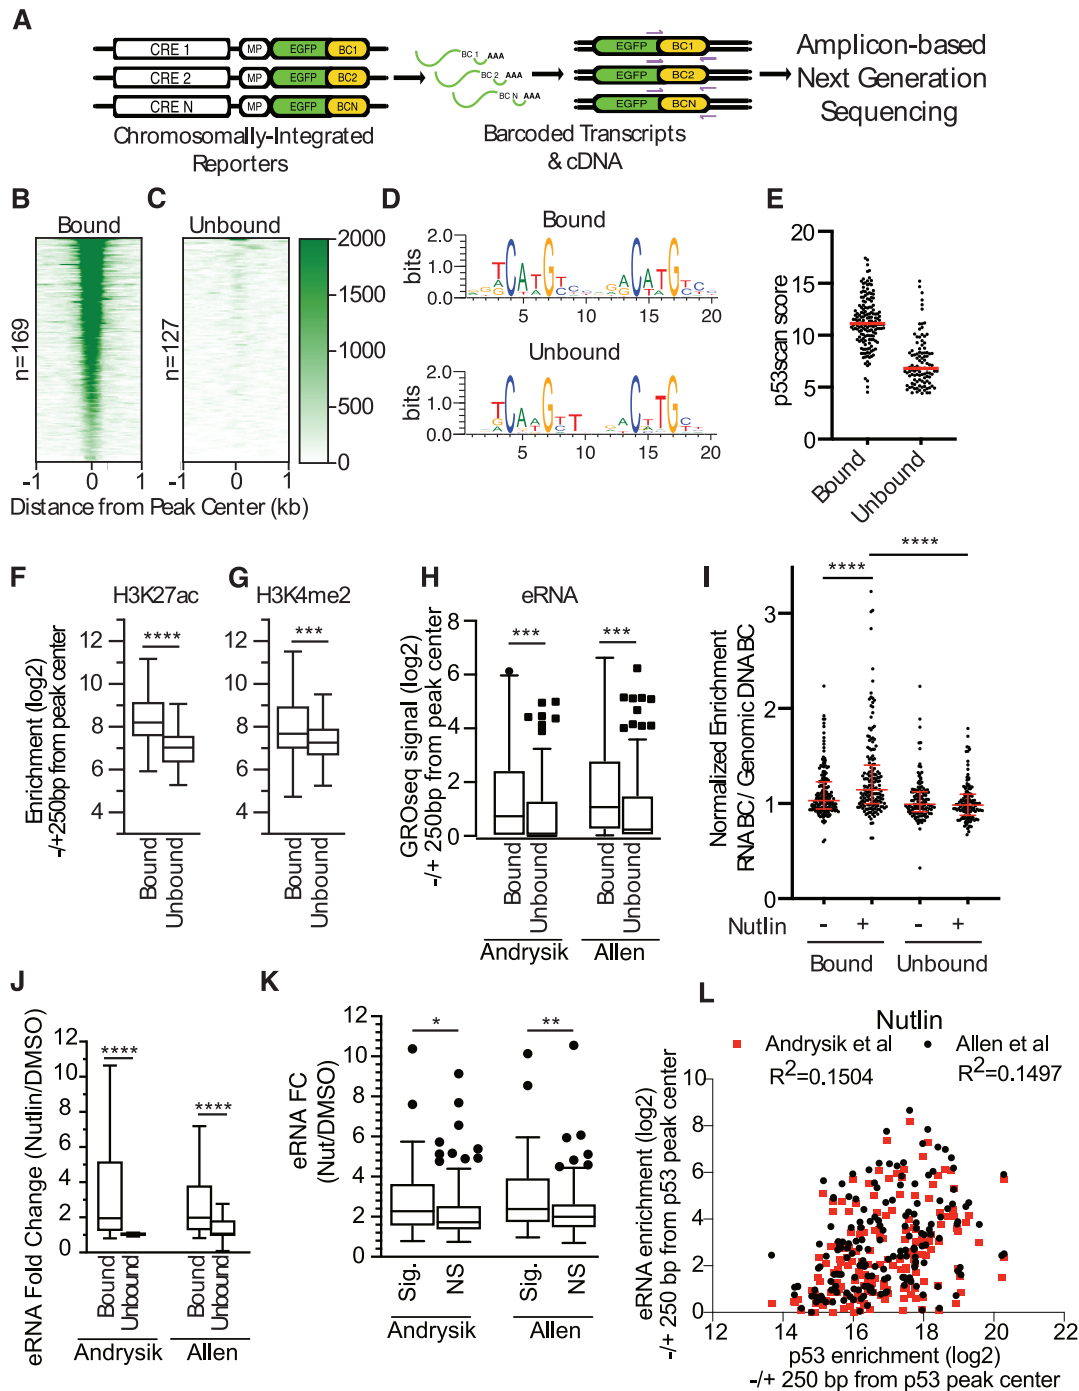 A
CRE 1 MP EGFP BC1
CRE 2 MP EGFP BC2
CRE N MP EGFP BCN
Chromosomally-Integrated
Reporters
BC 1 AAA
BC 2 AAA
BC N AAA
EGFP BC1
EGFP BC2
EGFP BCN
Barcoded Transcripts
& cDNA
Amplicon-based
Next Generation
Sequencing
B
Bound
n=169
-1 0 1
C
Unbound
n=127
-1 0 1
2000
1500
1000
500
0
Distance from Peak Center (kb)
D
Bound
bits
2.0
1.0
0.0
5 10 15 20
Unbound
bits
2.0
1.0
0.0
5 10 15 20
E
p53scan score
20
15
10
5
0
Bound
Unbound
F
H3K27ac
Enrichment (log2)
-/+250bp from peak center
12
10
8
6
4
****
Bound
Unbound
G
H3K4me2
12
10
8
6
4
***
Bound
Unbound
H
eRNA
GROseq signal (log2)
-/+ 250bp from peak center
8
6
4
2
0
***
***
Bound
Unbound
Bound
Unbound
Andrysik
Allen
I
Normalized Enrichment
RNA BC/ Genomic DNA BC
3
2
1
0
****
****
Nutlin - + - +
Bound Unbound
J
eRNA Fold Change (Nutlin/DMSO)
12
10
8
6
4
2
0
****
****
Bound
Unbound
Bound
Unbound
Andrysik
Allen
K
eRNA FC
(Nut/DMSO)
12
10
8
6
4
2
0
*
**
Sig.
NS
Sig.
NS
Andrysik
Allen
L
Nutlin
Andrysik et al
R2=0.1504
Allen et al
R2=0.1497
eRNA enrichment (log2)
-/+ 250 bp from p53 peak center
10
8
6
4
2
0
12 14 16 18 20 22
p53 enrichment (log2)
-/+ 250 bp from p53 peak center